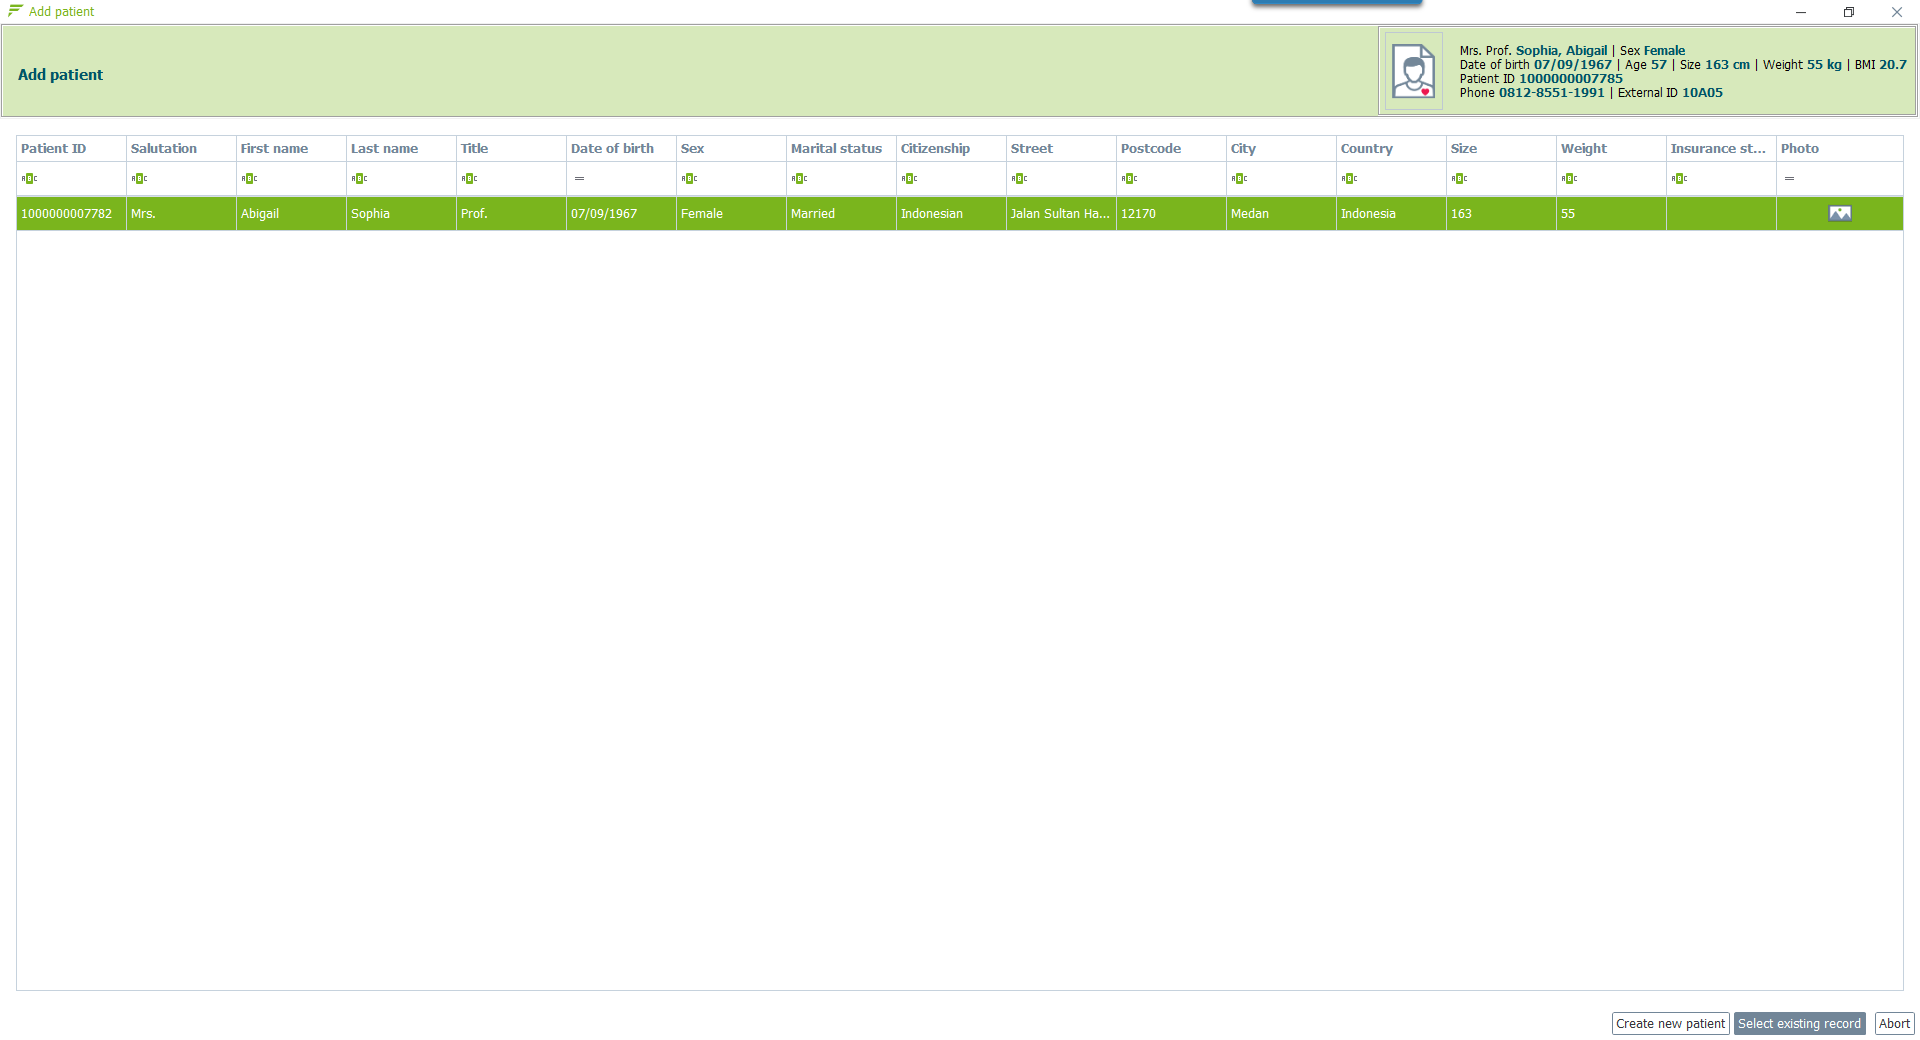 Add patient
Add patient
Mrs. Prof. Sophia, Abigail | Sex Female
Date of birth 07/09/1967 | Age 57 | Size 163 cm | Weight 55 kg | BMI 20.7
Patient ID 1000000007785
Phone 0812-8551-1991 | External ID 10A05
Patient ID Salutation First name Last name Title Date of birth Sex Marital status Citizenship Street Postcode City Country Size Weight Insurance st... Photo
ABC ABC ABC ABC ABC = ABC ABC ABC ABC ABC ABC ABC ABC ABC ABC =
1000000007782 Mrs. Abigail Sophia Prof. 07/09/1967 Female Married Indonesian Jalan Sultan Ha... 12170 Medan Indonesia 163 55
Create new patient Select existing record Abort